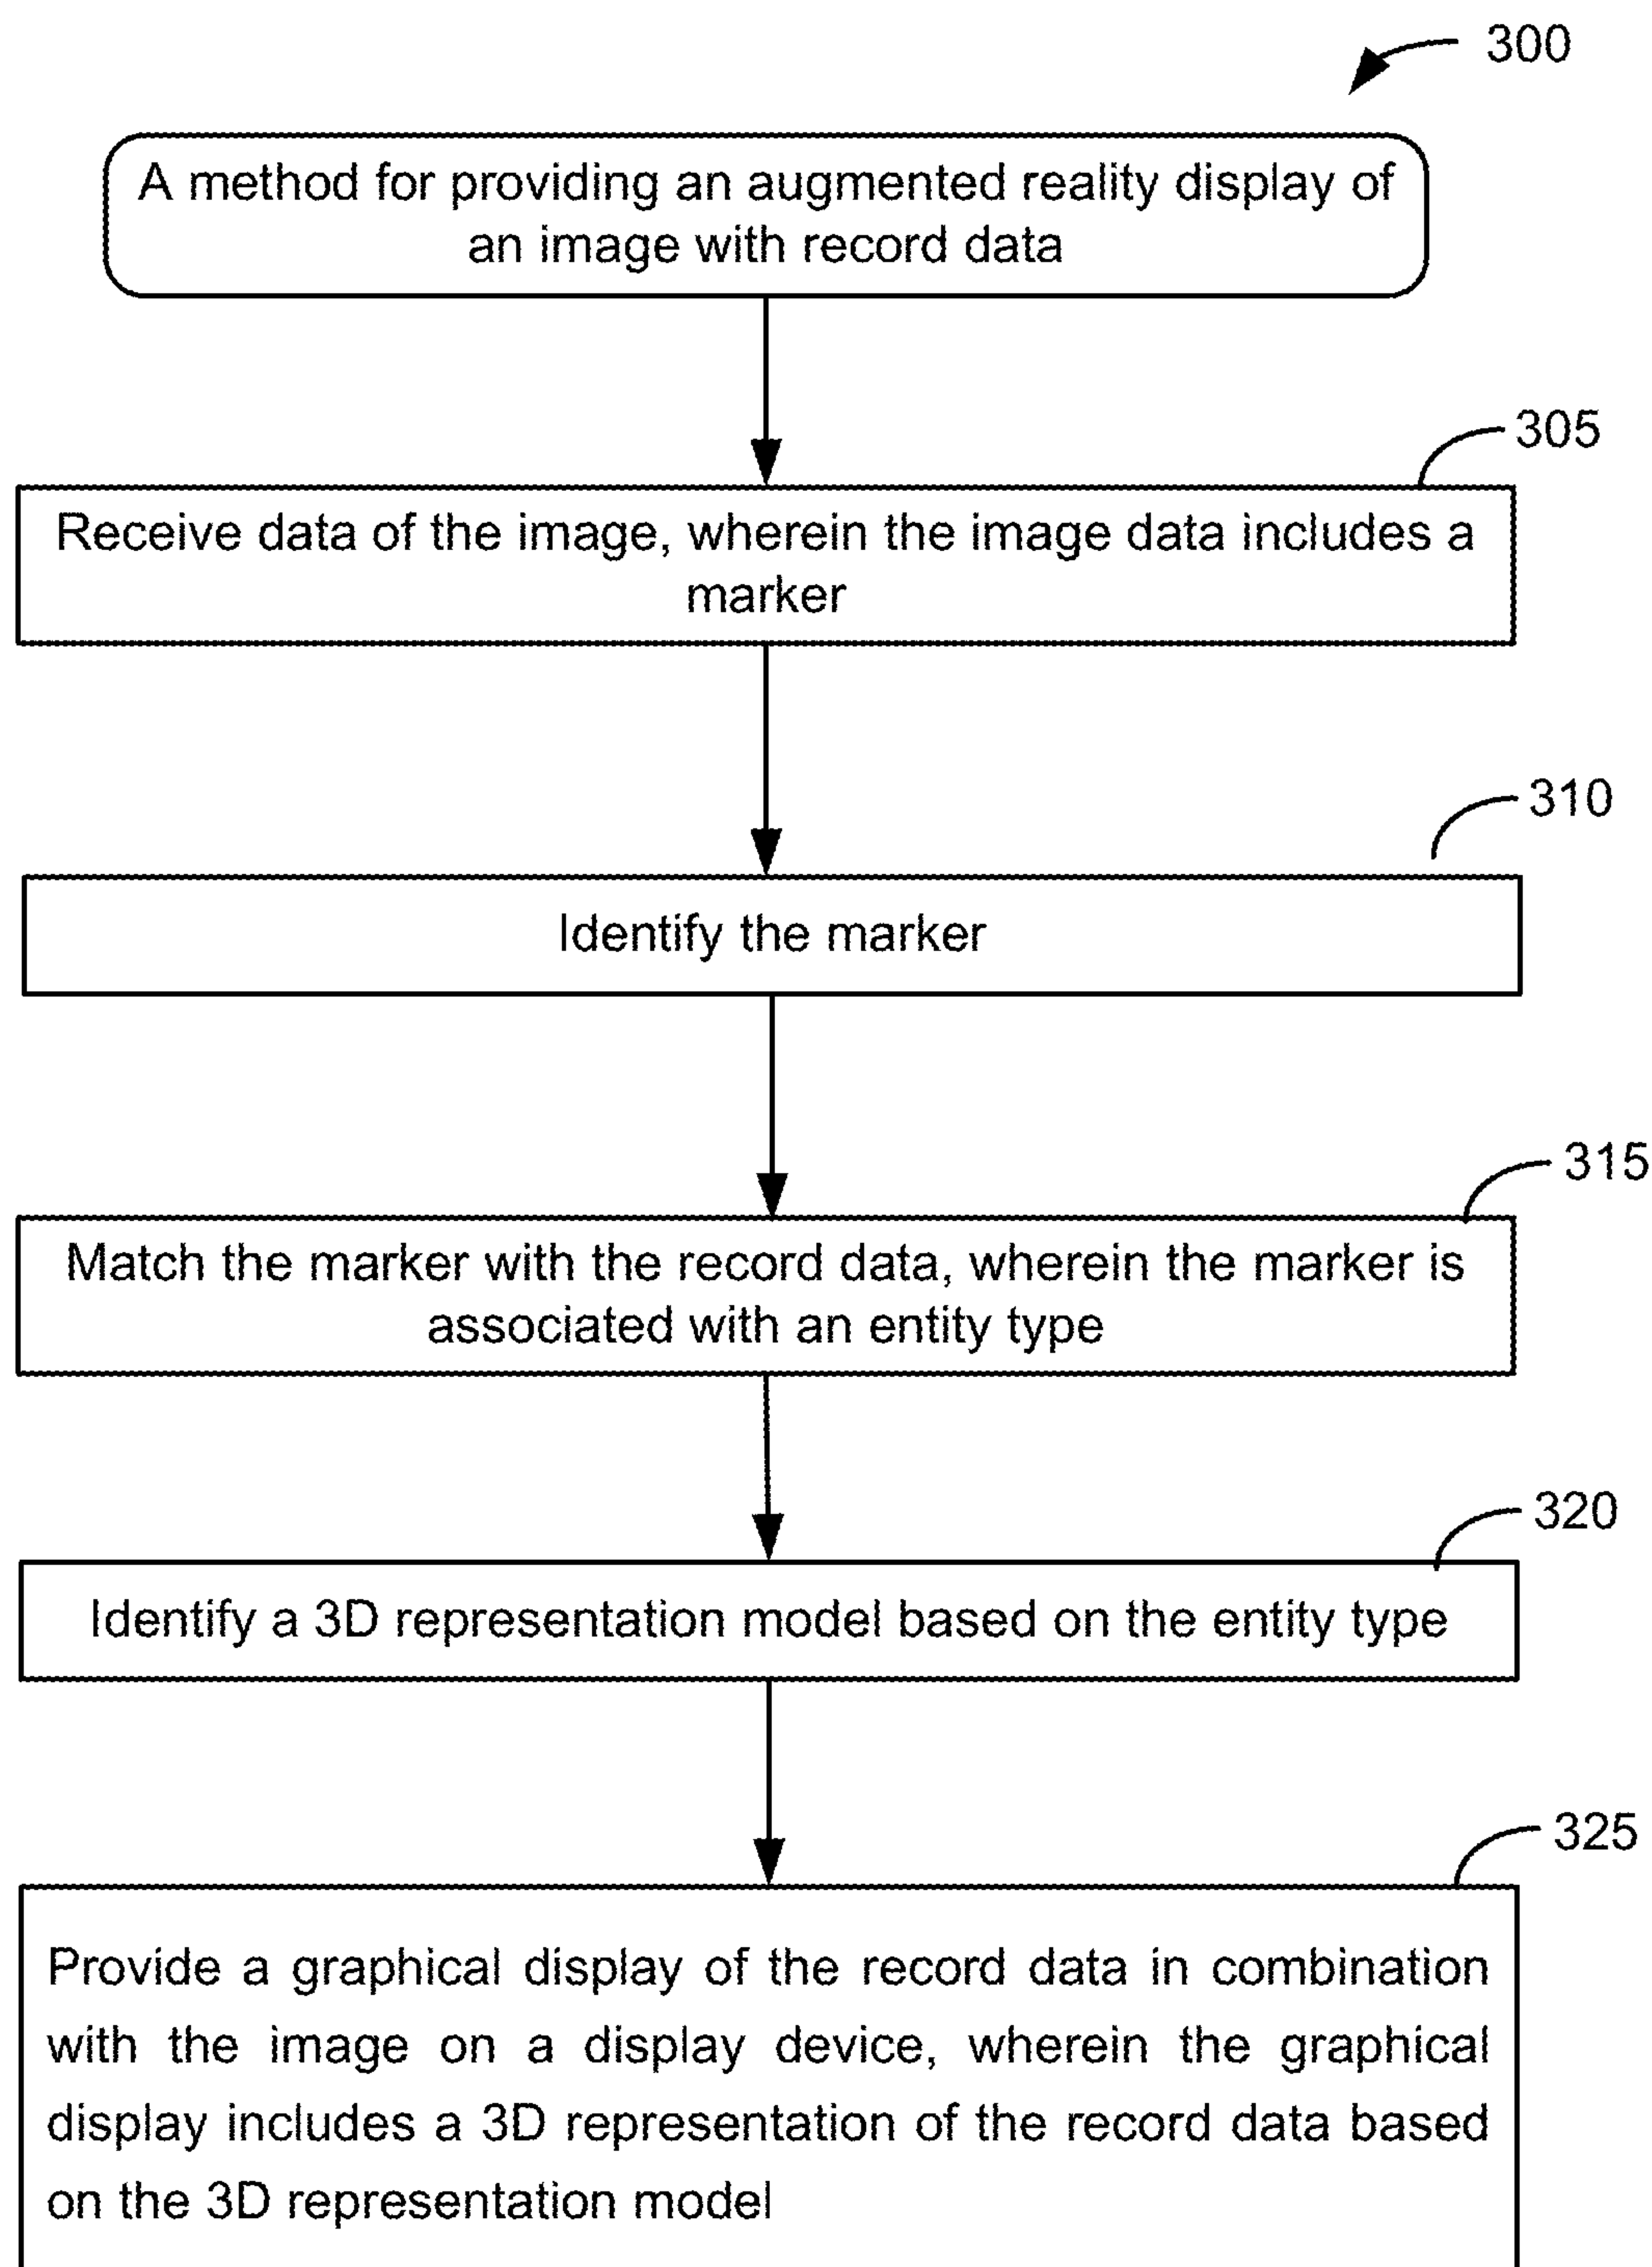 300
A method for providing an augmented reality display of
an image with record data
305
Receive data of the image, wherein the image data includes a
marker
310
Identify the marker
315
Match the marker with the record data, wherein the marker is
associated with an entity type
320
Identify a 3D representation model based on the entity type
325
Provide a graphical display of the record data in combination
with the image on a display device, wherein the graphical
display includes a 3D representation of the record data based
on the 3D representation model